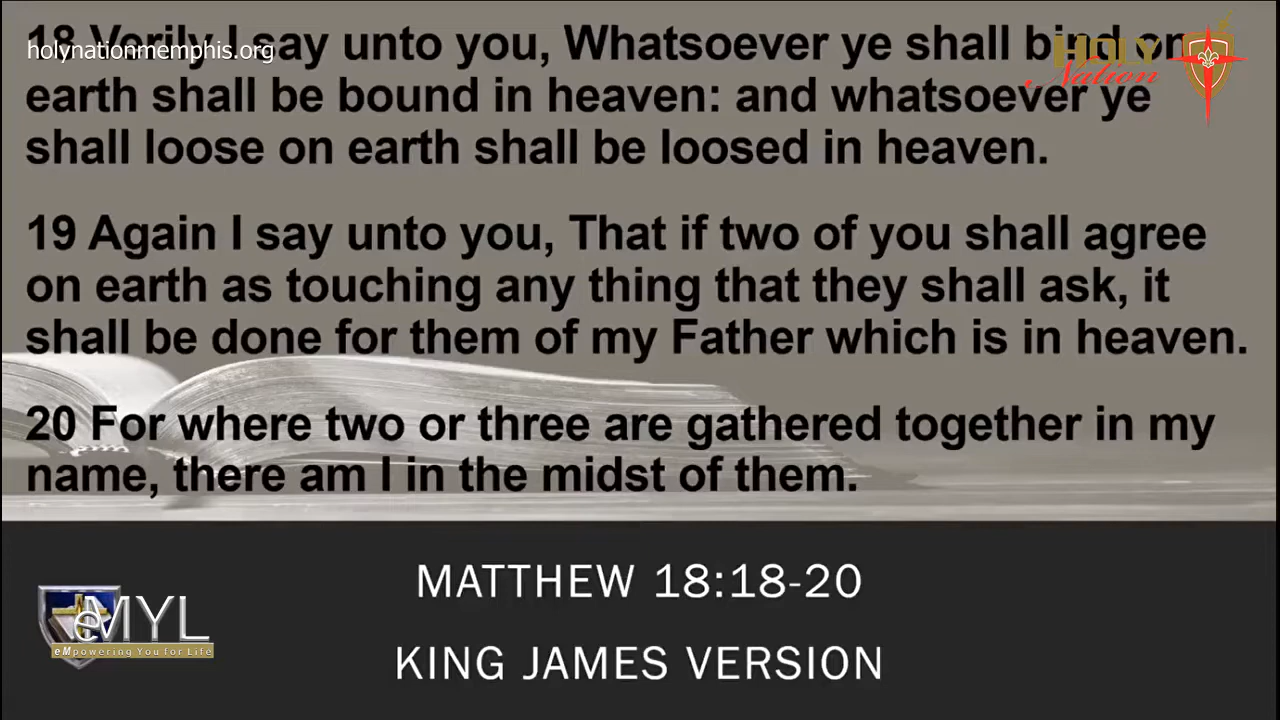 holynationmemphis.org
HOLY
Nation
18 Verily I say unto you, Whatsoever ye shall bind on
earth shall be bound in heaven: and whatsoever ye
shall loose on earth shall be loosed in heaven.
19 Again I say unto you, That if two of you shall agree
on earth as touching any thing that they shall ask, it
shall be done for them of my Father which is in heaven.
20 For where two or three are gathered together in my
name, there am I in the midst of them.
MATTHEW 18:18-20
KING JAMES VERSION
eMYL
eMpowering You for Life